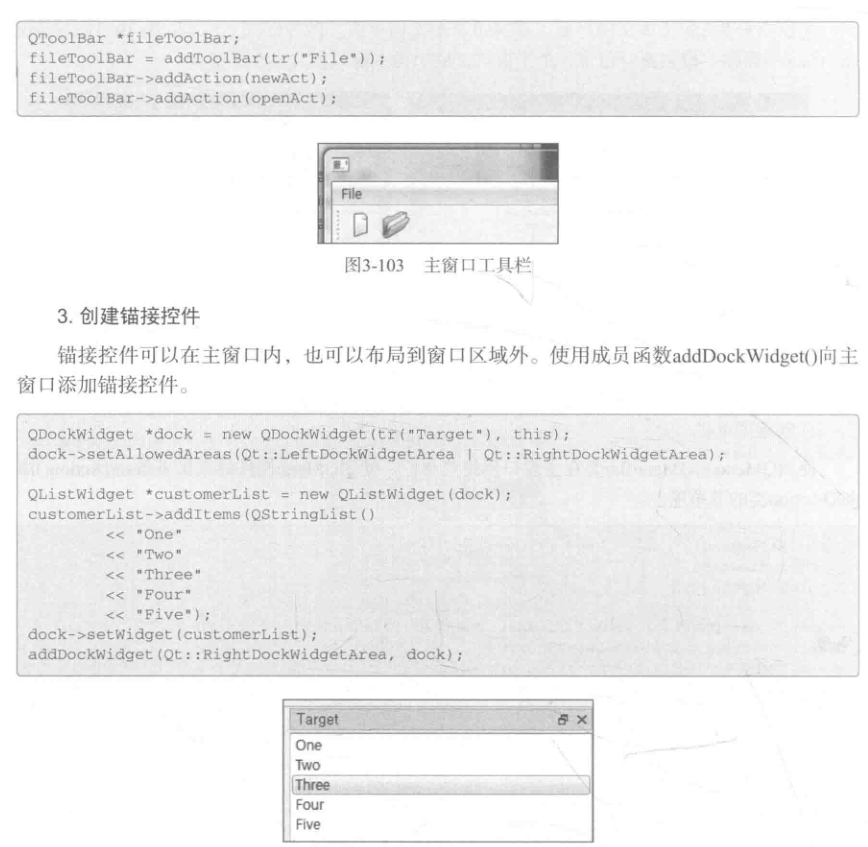 QToolBar *fileToolBar;
fileToolBar = addToolBar(tr("File"));
fileToolBar->addAction(newAct);
fileToolBar->addAction(openAct);
File
图3-103 主窗口工具栏
3. 创建锚接控件
锚接控件可以在主窗口内，也可以布局到窗口区域外。使用成员函数addDockWidget()向主
窗口添加锚接控件。
QDockWidget *dock = new QDockWidget(tr("Target"), this);
dock->setAllowedAreas(Qt::LeftDockWidgetArea | Qt::RightDockWidgetArea);
QListWidget *customerList = new QListWidget(dock);
customerList->addItems(QStringList()
<< "One"
<< "Two"
<< "Three"
<< "Four"
<< "Five");
dock->setWidget(customerList);
addDockWidget(Qt::RightDockWidgetArea, dock);
Target
One
Two
Three
Four
Five